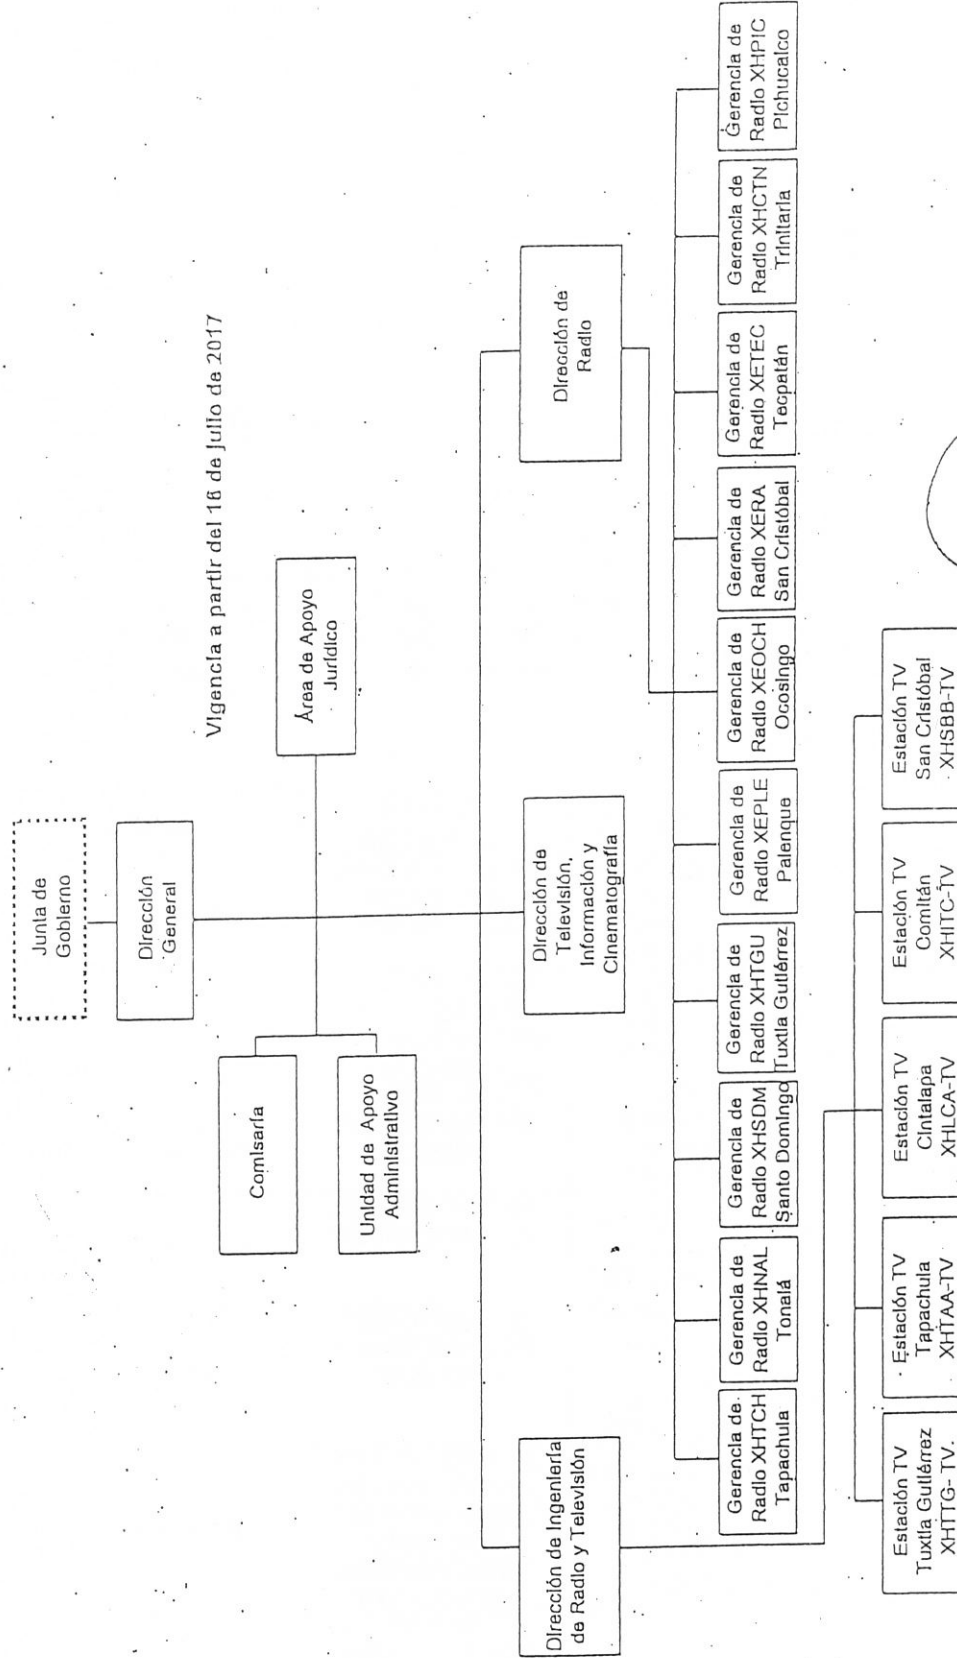 Junta de
Gobierno
Dirección
General
Vigencia a partir del 16 de julio de 2017
Comisaría
Área de Apoyo
Jurídico
Unidad de Apoyo
Administrativo
Dirección de Ingeniería
de Radio y Televisión
Dirección de
Televisión,
Información y
Cinematografía
Dirección de
Radio
Gerencia de
Radio XHTCH
Tapachula
Gerencia de
Radio XHNAL
Tonalá
Gerencia de
Radio XHSDM
Santo Domingo
Gerencia de
Radio XHTGU
Tuxtla Gutiérrez
Gerencia de
Radio XEPLE
Palenque
Gerencia de
Radio XEOCH
Ocosingo
Gerencia de
Radio XERA
San Cristóbal
Gerencia de
Radio XETEC
Tecpatán
Gerencia de
Radio XHCTN
Trinitaria
Gerencia de
Radio XHPIC
Pichucalco
Estación TV
Tuxtla Gutiérrez
XHTTG- TV.
Estación TV
Tapachula
XHTAA-TV
Estación TV
Cintalapa
XHLCA-TV
Estación TV
Comitán
XHITC-TV
Estación TV
San Cristóbal
XHSBB-TV